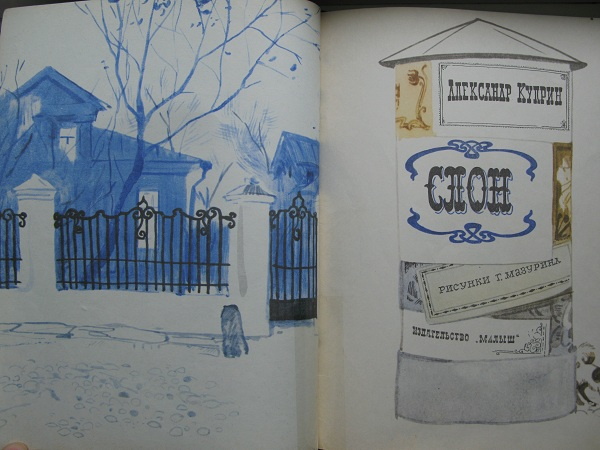 АЛЕКСАНДР КУПРИН
СЛОН
РИСУНКИ Г. МАЗУРИНА
ИЗДАТЕЛЬСТВО „МАЛЫШ"